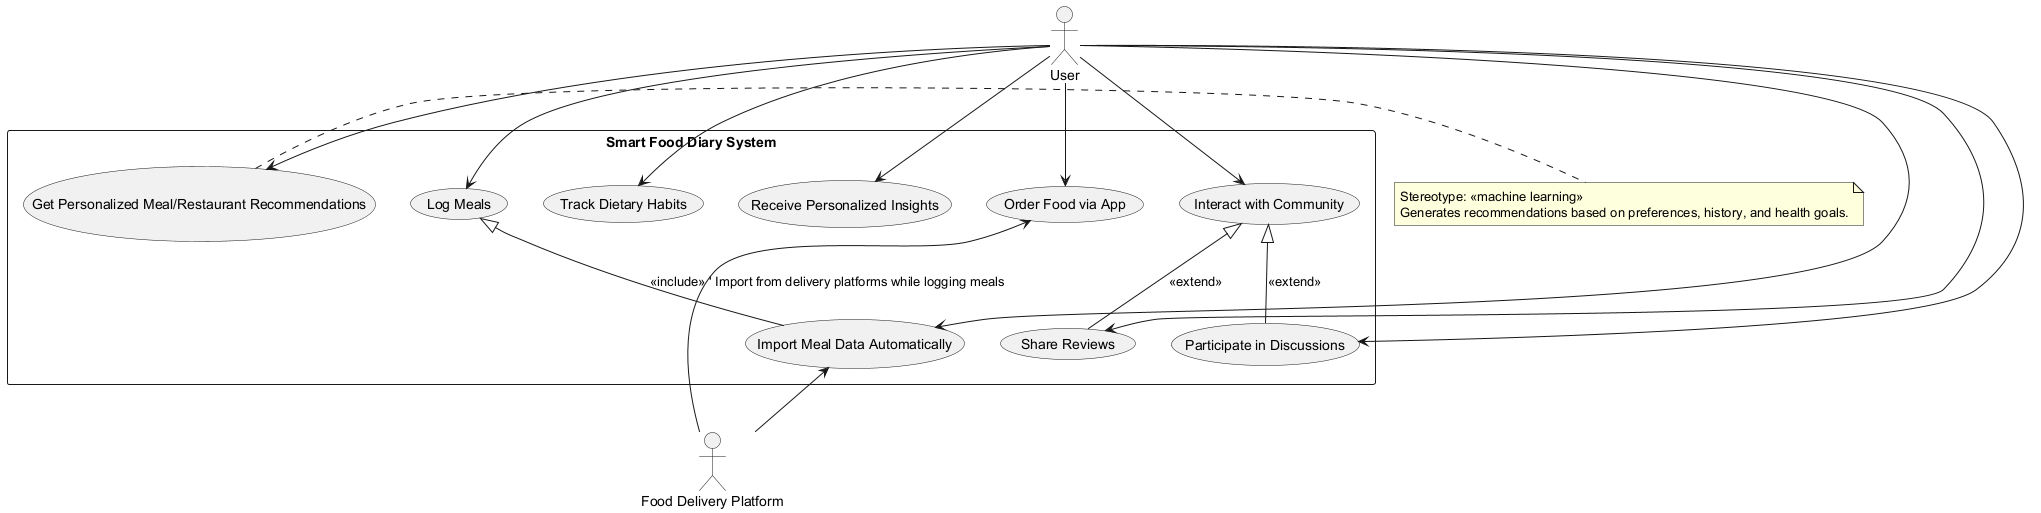 User
Smart Food Diary System
Get Personalized Meal/Restaurant Recommendations
Log Meals
Track Dietary Habits
Receive Personalized Insights
Order Food via App
Interact with Community
Stereotype: «machine learning»
Generates recommendations based on preferences, history, and health goals.
«include» ' Import from delivery platforms while logging meals
«extend»
«extend»
Import Meal Data Automatically
Share Reviews
Participate in Discussions
Food Delivery Platform